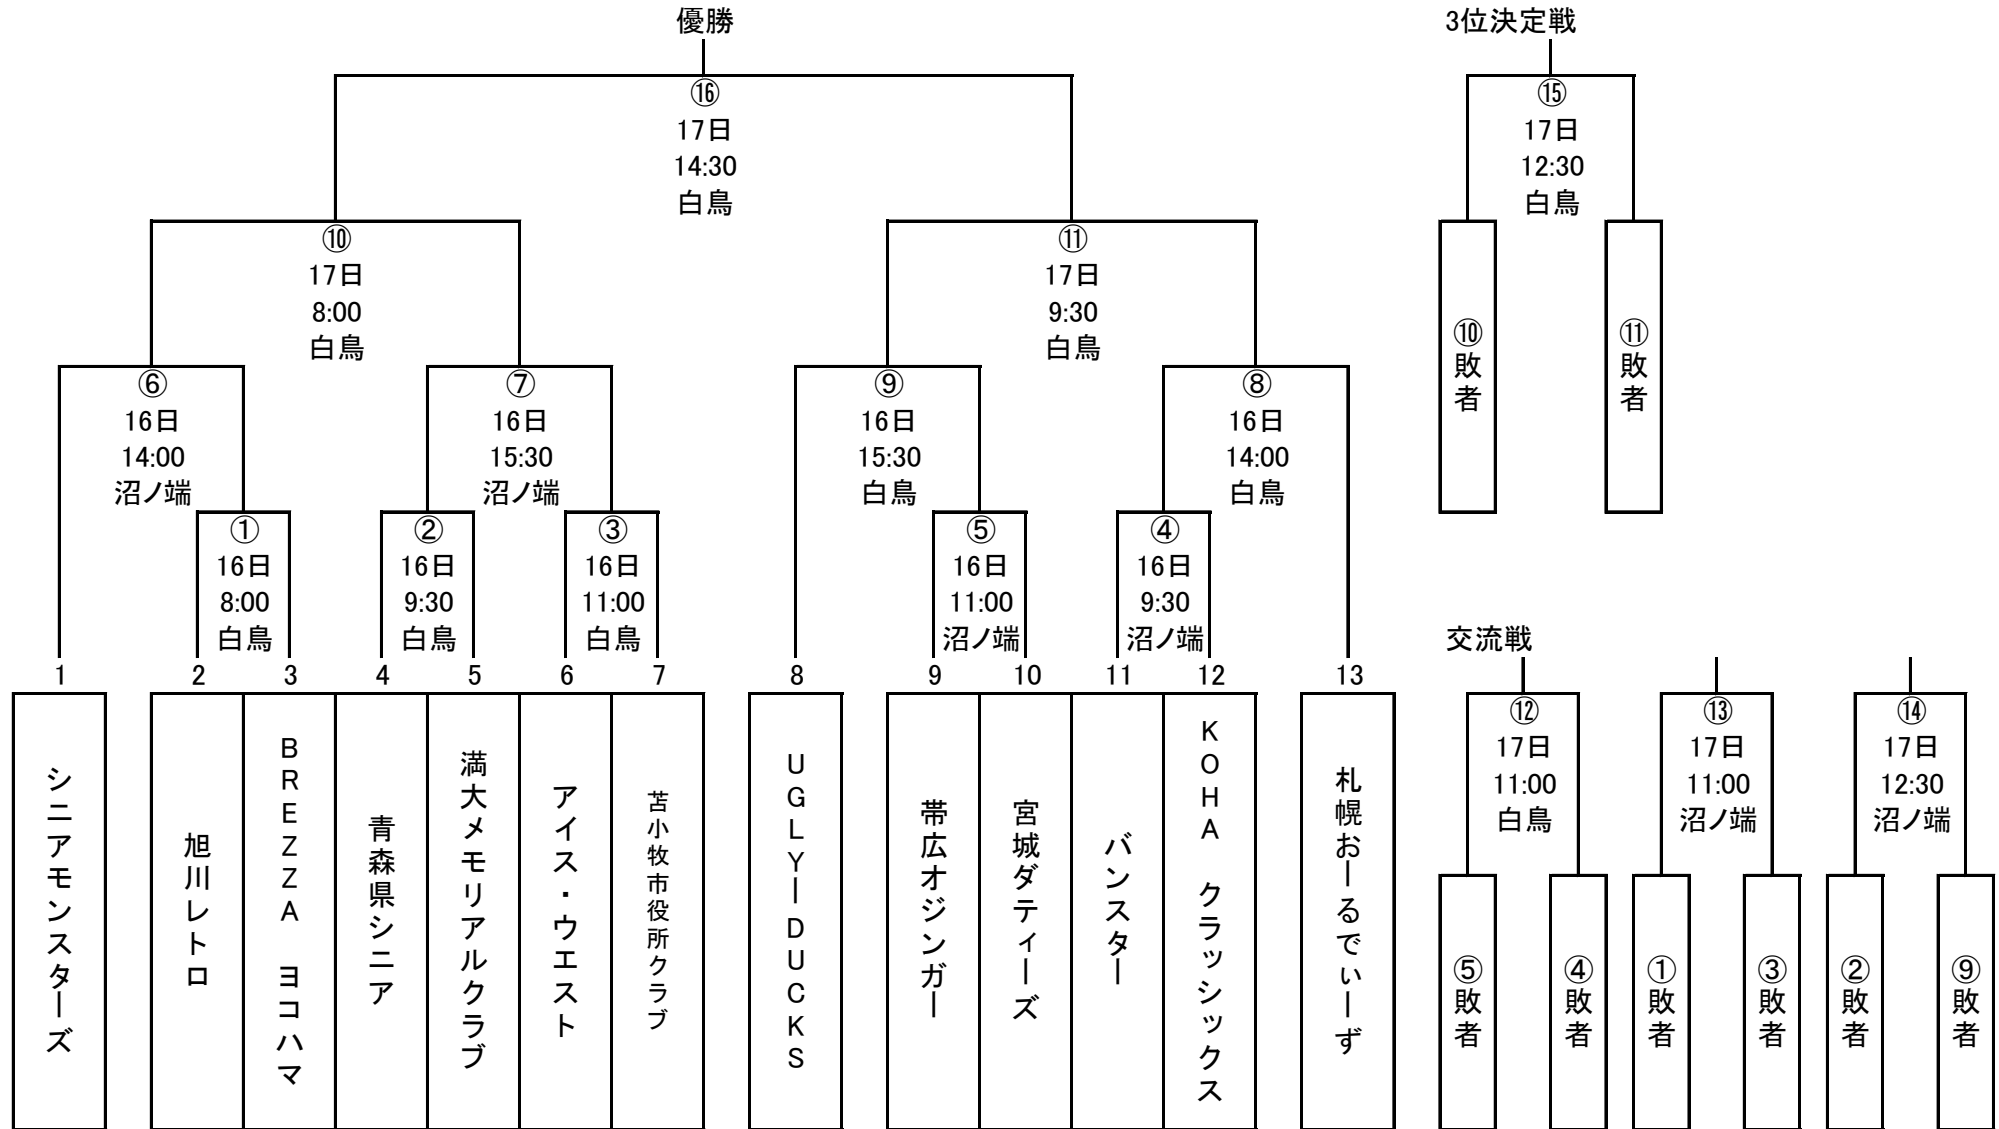 優勝
⑯
17日
14:30
白鳥
3位決定戦
⑮
17日
12:30
白鳥
⑩敗者
⑪敗者
⑩
17日
8:00
白鳥
⑪
17日
9:30
白鳥
⑥
16日
14:00
沼ノ端
⑦
16日
15:30
沼ノ端
⑨
16日
15:30
白鳥
⑧
16日
14:00
白鳥
①
16日
8:00
白鳥
②
16日
9:30
白鳥
③
16日
11:00
白鳥
⑤
16日
11:00
沼ノ端
④
16日
9:30
沼ノ端
1
2
3
4
5
6
7
8
9
10
11
12
13
シニアモンスターズ
旭川レトロ
BREZZA ヨコハマ
青森県シニア
満大メモリアルクラブ
アイス・ウエスト
苫小牧市役所クラブ
UGLYーDUCKS
帯広オジンガー
宮城ダティーズ
バンスター
KOHA クラッシックス
札幌おーるでぃーず
交流戦
⑫
17日
11:00
白鳥
⑬
17日
11:00
沼ノ端
⑭
17日
12:30
沼ノ端
⑤敗者
④敗者
①敗者
③敗者
②敗者
⑨敗者